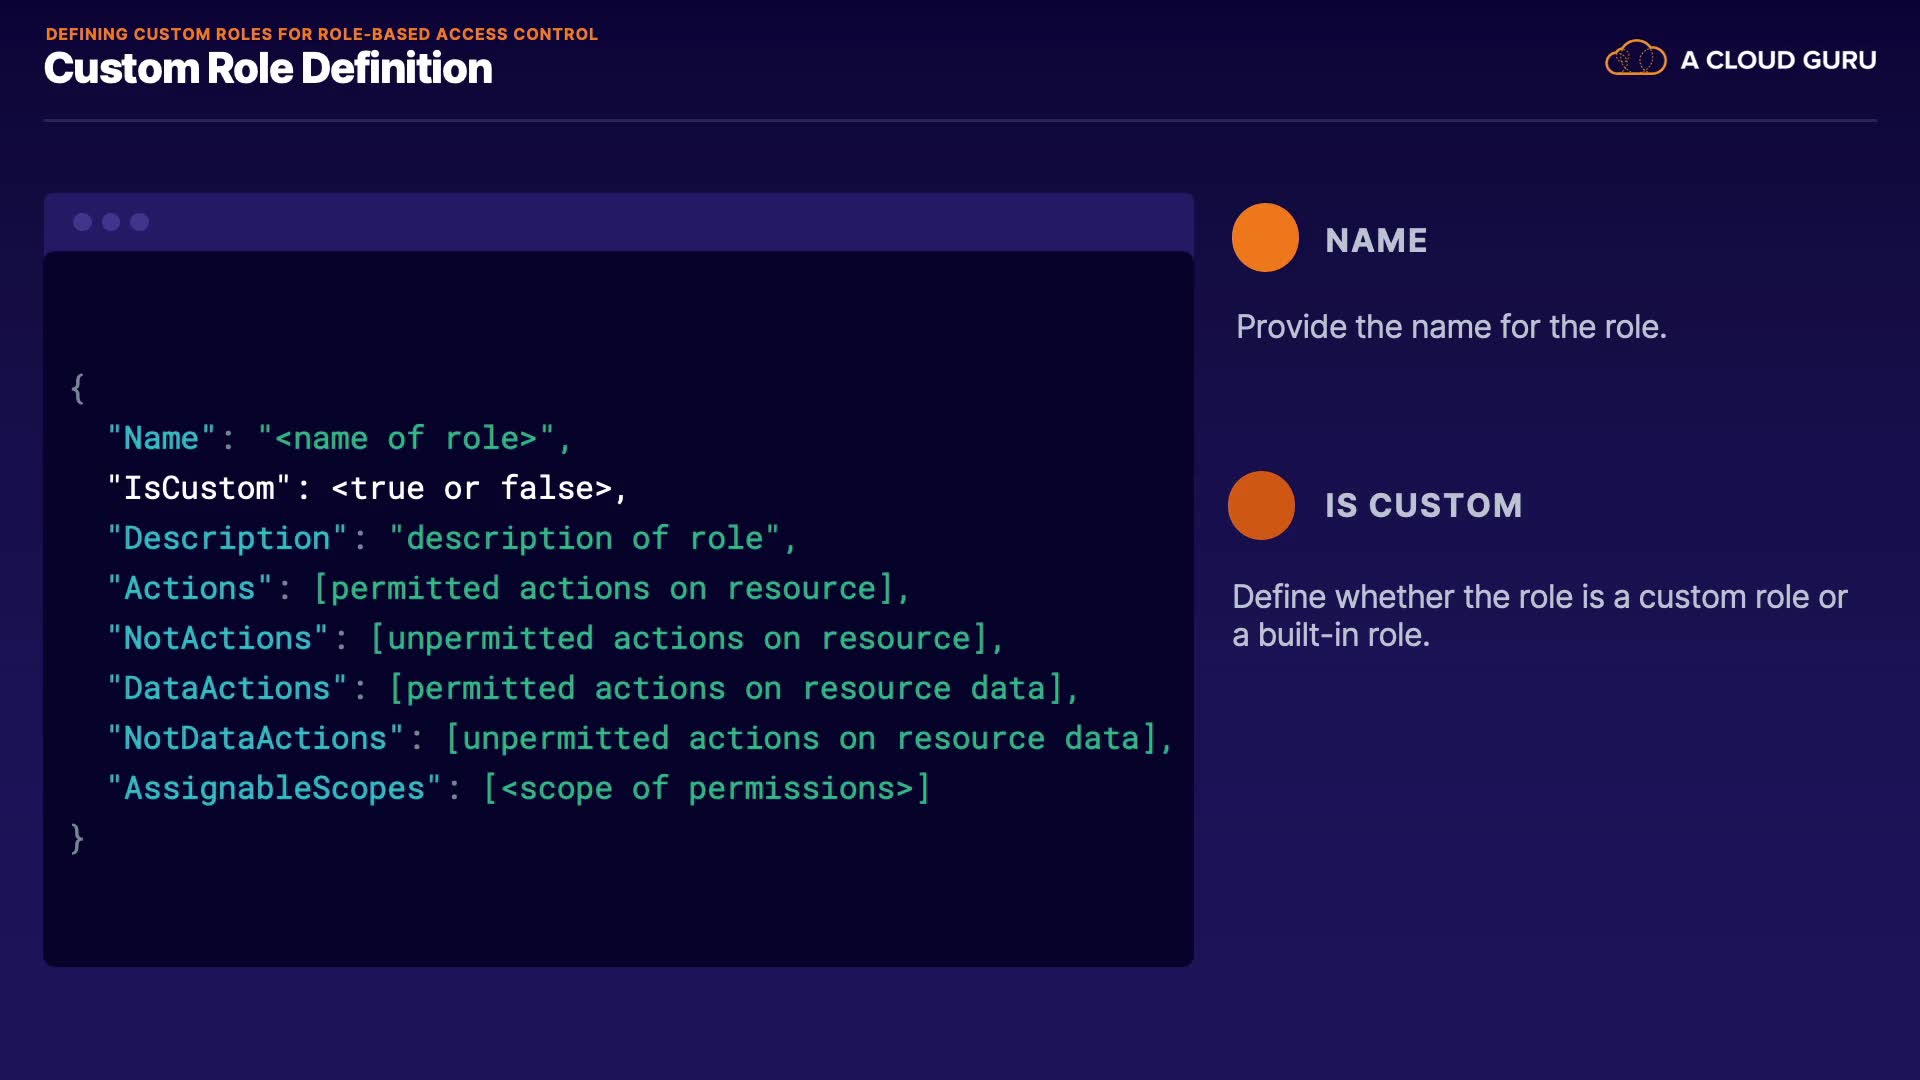 DEFINING CUSTOM ROLES FOR ROLE-BASED ACCESS CONTROL
Custom Role Definition
A CLOUD GURU
{
"Name": "<name of role>",
"IsCustom": <true or false>,
"Description": "description of role",
"Actions": [permitted actions on resource],
"NotActions": [unpermitted actions on resource],
"DataActions": [permitted actions on resource data],
"NotDataActions": [unpermitted actions on resource data],
"AssignableScopes": [<scope of permissions>]
}
NAME
Provide the name for the role.
IS CUSTOM
Define whether the role is a custom role or
a built-in role.